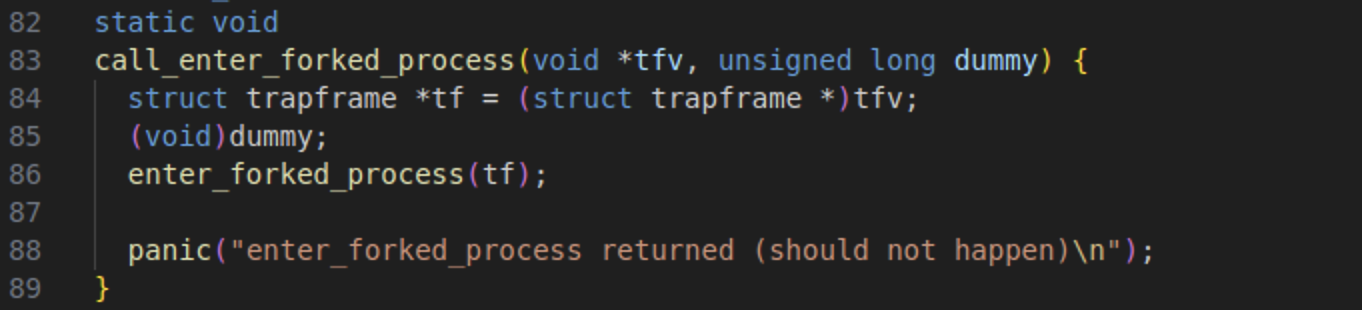 82 static void
83 call_enter_forked_process(void *tfv, unsigned long dummy) {
84   struct trapframe *tf = (struct trapframe *)tfv;
85   (void)dummy;
86   enter_forked_process(tf);
87
88   panic("enter_forked_process returned (should not happen)\n");
89 }